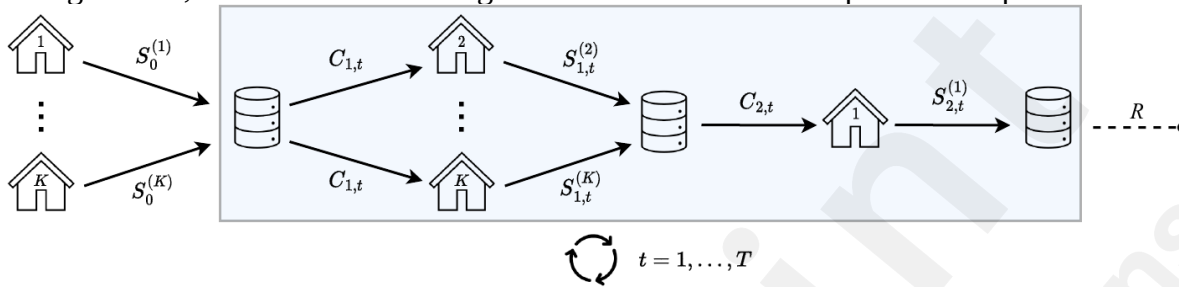 1
S_0^{(1)}
C_{1,t}
2
S_{1,t}^{(2)}
C_{2,t}
1
S_{2,t}^{(1)}
R
K
S_0^{(K)}
C_{1,t}
K
S_{1,t}^{(K)}
t = 1, . . . , T